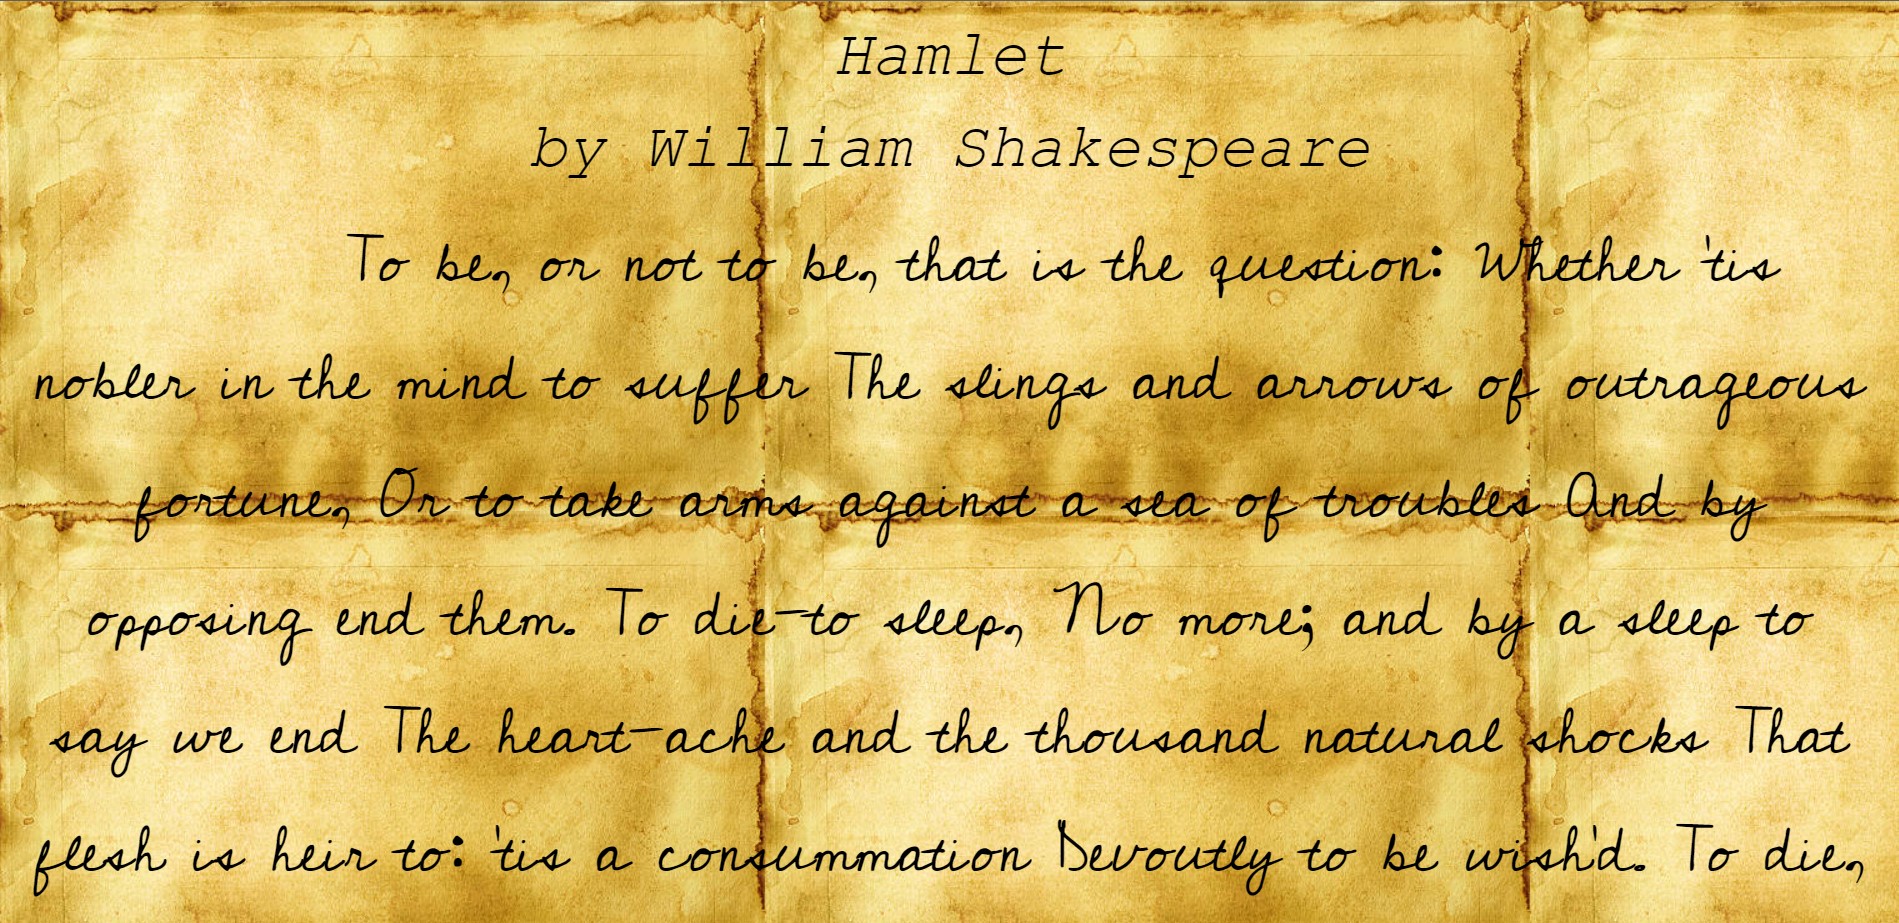 Hamlet
by William Shakespeare
To be, or not to be, that is the question: Whether 'tis
nobler in the mind to suffer The slings and arrows of outrageous
fortune, Or to take arms against a sea of troubles And by
opposing end them. To die—to sleep, No more; and by a sleep to
say we end The heart-ache and the thousand natural shocks That
flesh is heir to: 'tis a consummation Devoutly to be wish'd. To die,